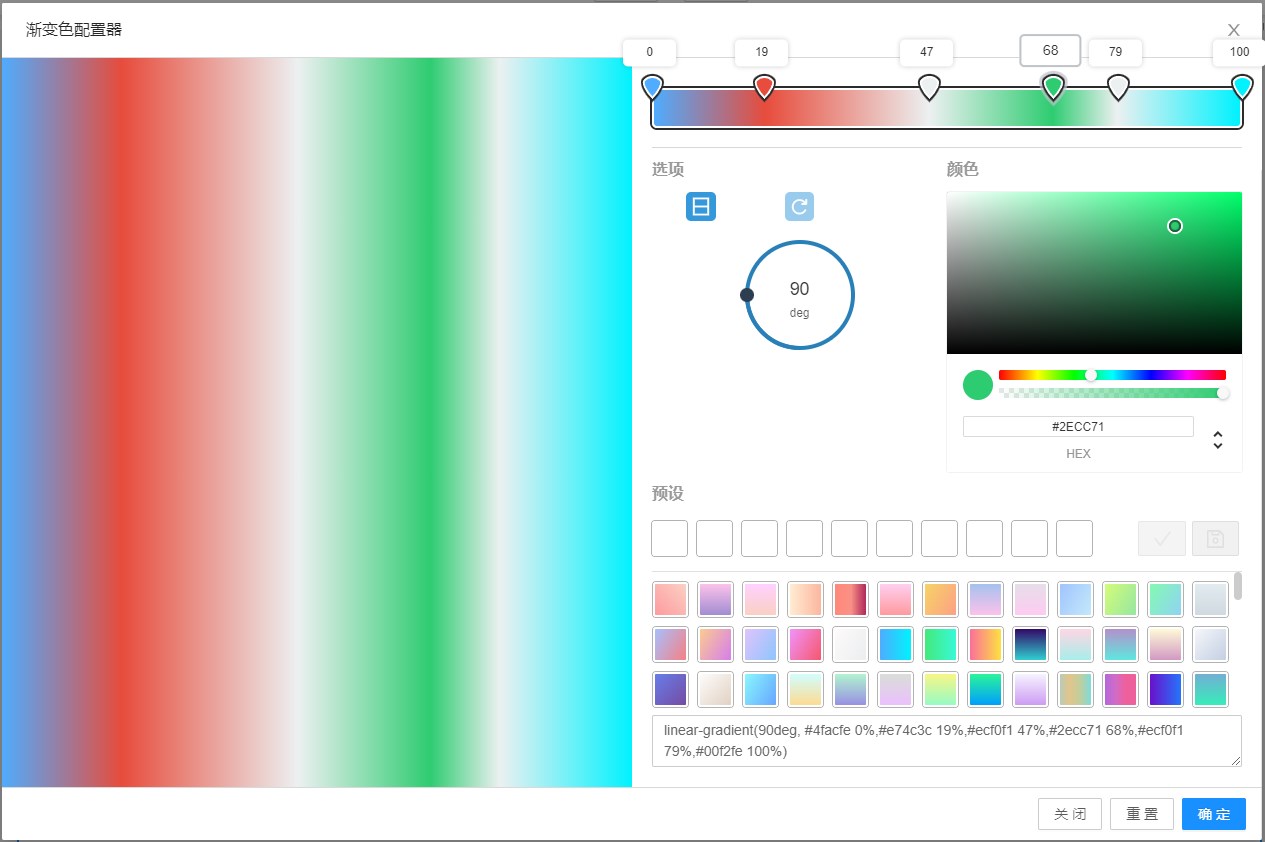 渐变色配置器
X
0
19
47
68
79
100
选项
颜色
90
deg
#2ECC71
HEX
预设
linear-gradient(90deg, #4facfe 0%,#e74c3c 19%,#ecf0f1 47%,#2ecc71 68%,#ecf0f1
79%,#00f2fe 100%)
关 闭
重 置
确 定